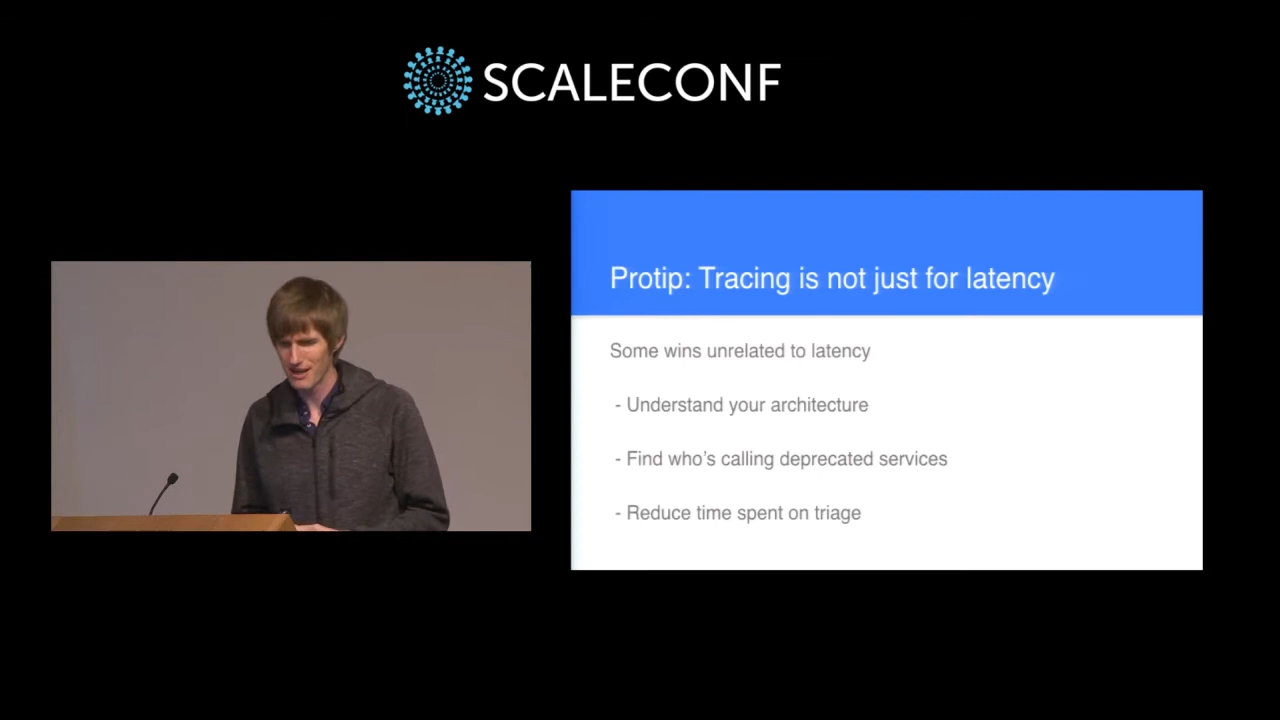 SCALECONF
Protip: Tracing is not just for latency
Some wins unrelated to latency
- Understand your architecture
- Find who’s calling deprecated services
- Reduce time spent on triage